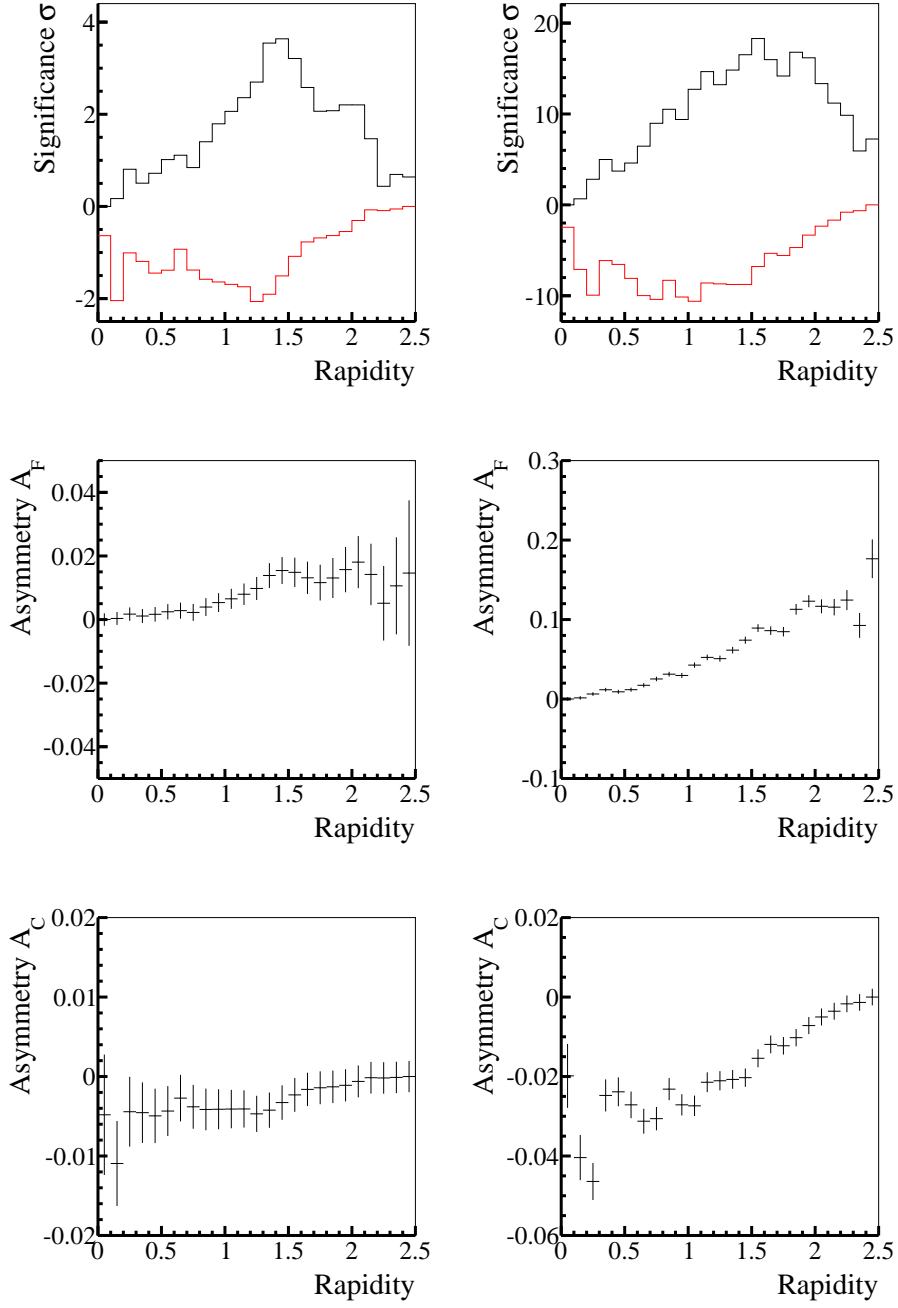 Significance σ
4
2
0
-2
0 0.5 1 1.5 2 2.5
Rapidity
Significance σ
20
10
0
-10
0 0.5 1 1.5 2 2.5
Rapidity
Asymmetry A_F
0.04
0.02
0
-0.02
-0.04
0 0.5 1 1.5 2 2.5
Rapidity
Asymmetry A_F
0.3
0.2
0.1
0
-0.1
0 0.5 1 1.5 2 2.5
Rapidity
Asymmetry A_C
0.02
0.01
0
-0.01
-0.02
0 0.5 1 1.5 2 2.5
Rapidity
Asymmetry A_C
0.02
0
-0.02
-0.04
-0.06
0 0.5 1 1.5 2 2.5
Rapidity